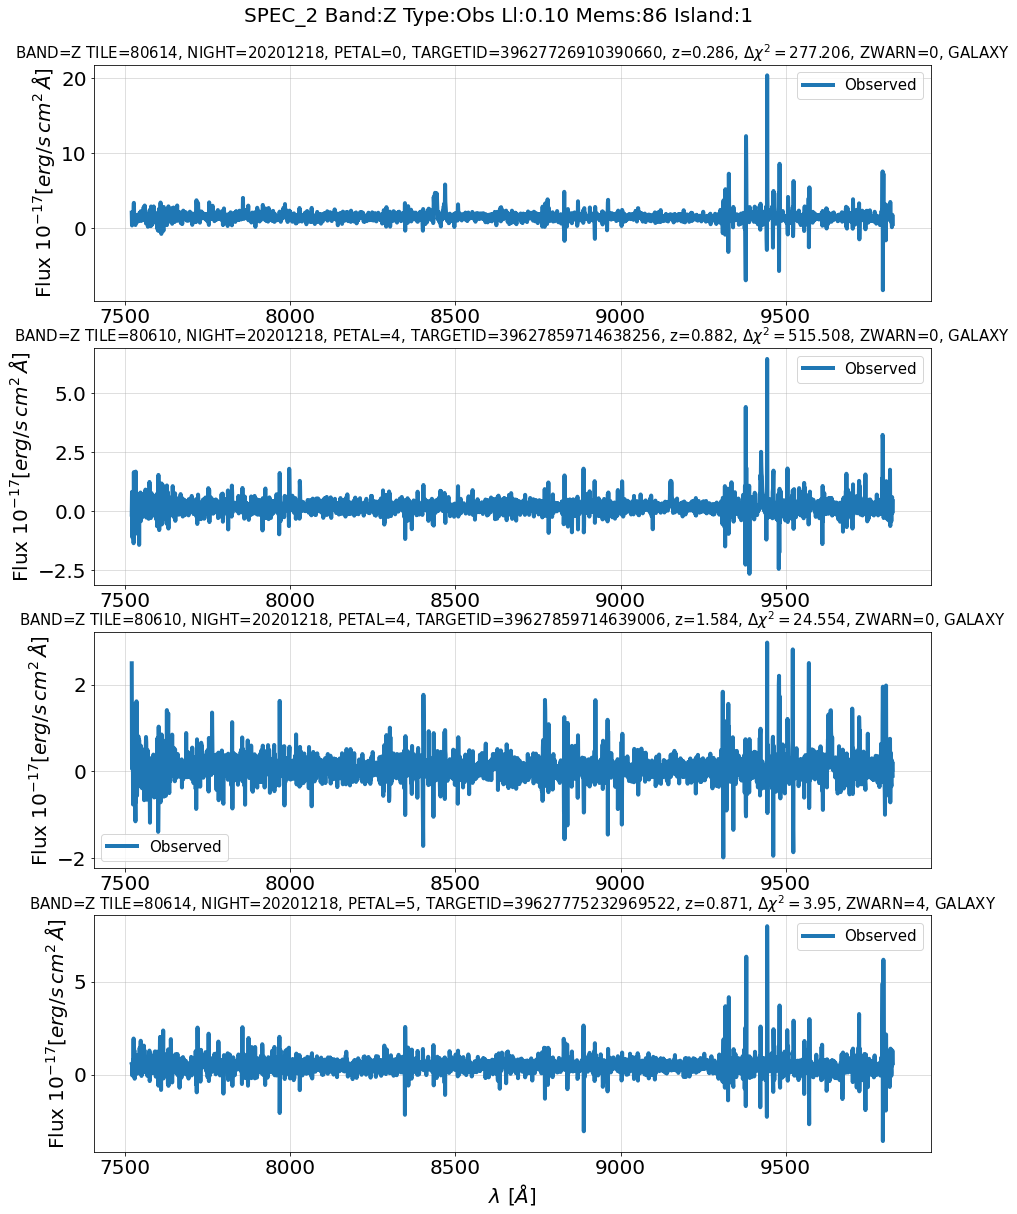 SPEC_2 Band:Z Type:Obs Ll:0.10 Mems:86 Island:1
BAND=Z TILE=80614, NIGHT=20201218, PETAL=0, TARGETID=39627726910390660, z=0.286, Δχ²=277.206, ZWARN=0, GALAXY
Flux 10⁻¹⁷[erg/s cm² Å]
20
10
0
Observed
7500 8000 8500 9000 9500
BAND=Z TILE=80610, NIGHT=20201218, PETAL=4, TARGETID=39627859714638256, z=0.882, Δχ²=515.508, ZWARN=0, GALAXY
Flux 10⁻¹⁷[erg/s cm² Å]
5.0
2.5
0.0
−2.5
Observed
7500 8000 8500 9000 9500
BAND=Z TILE=80610, NIGHT=20201218, PETAL=4, TARGETID=39627859714639006, z=1.584, Δχ²=24.554, ZWARN=0, GALAXY
Flux 10⁻¹⁷[erg/s cm² Å]
2
0
−2
Observed
7500 8000 8500 9000 9500
BAND=Z TILE=80614, NIGHT=20201218, PETAL=5, TARGETID=39627775232969522, z=0.871, Δχ²=3.95, ZWARN=4, GALAXY
Flux 10⁻¹⁷[erg/s cm² Å]
5
0
Observed
7500 8000 8500 9000 9500
λ [Å]